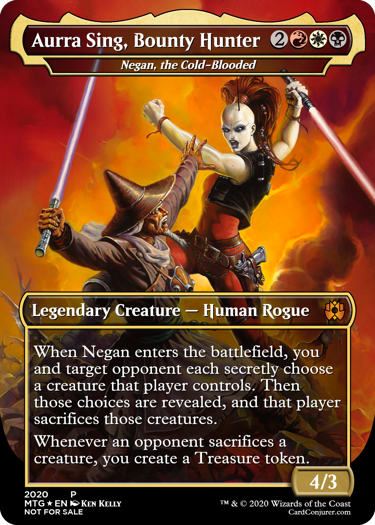 Aurra Sing, Bounty Hunter 2
Negan, the Cold-Blooded
Legendary Creature — Human Rogue
When Negan enters the battlefield, you
and target opponent each secretly choose
a creature that player controls. Then
those choices are revealed, and that player
sacrifices those creatures.
Whenever an opponent sacrifices a
creature, you create a Treasure token.
4/3
2020 P
MTG ★ EN Ken Kelly
NOT FOR SALE
™ & © 2020 Wizards of the Coast
CardConjurer.com